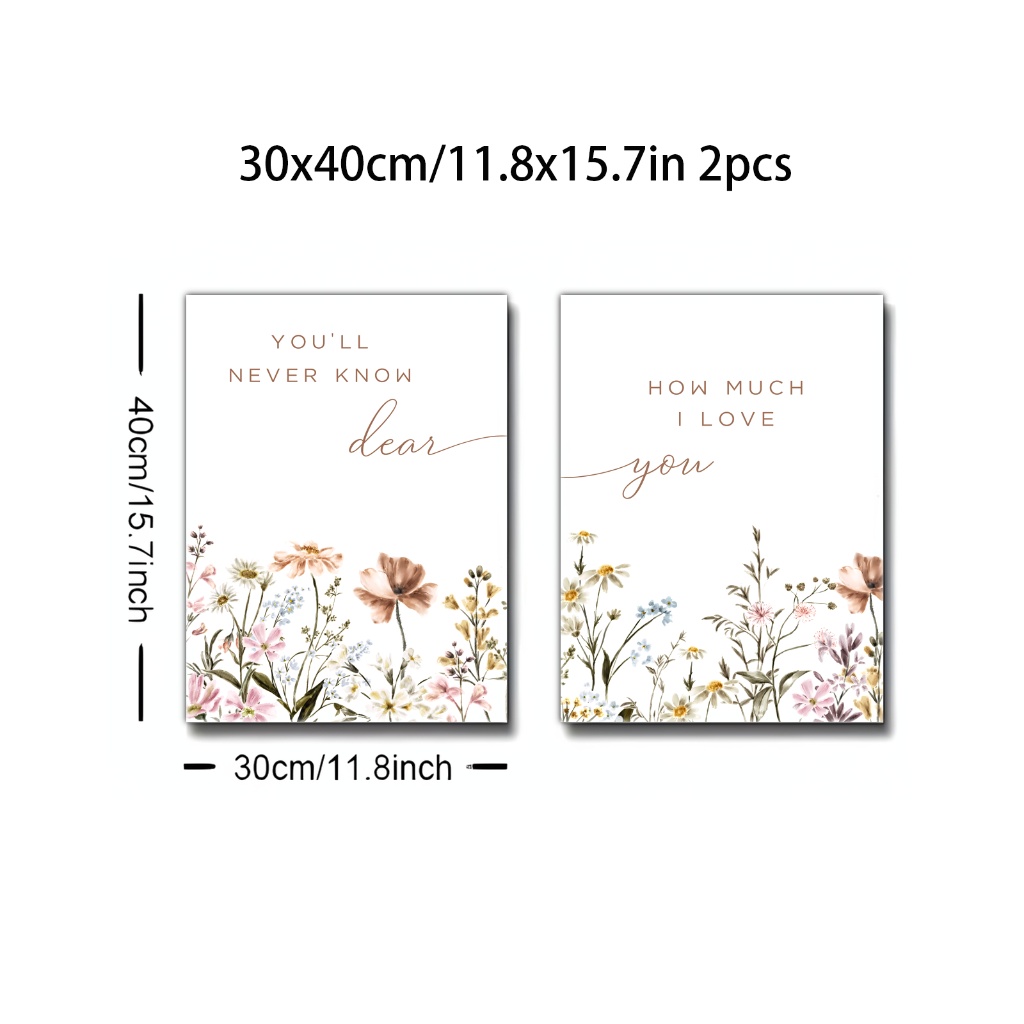 30x40cm/11.8x15.7in 2pcs
YOU'LL
NEVER KNOW
dear
HOW MUCH
I LOVE
you
40cm/15.7inch
30cm/11.8inch